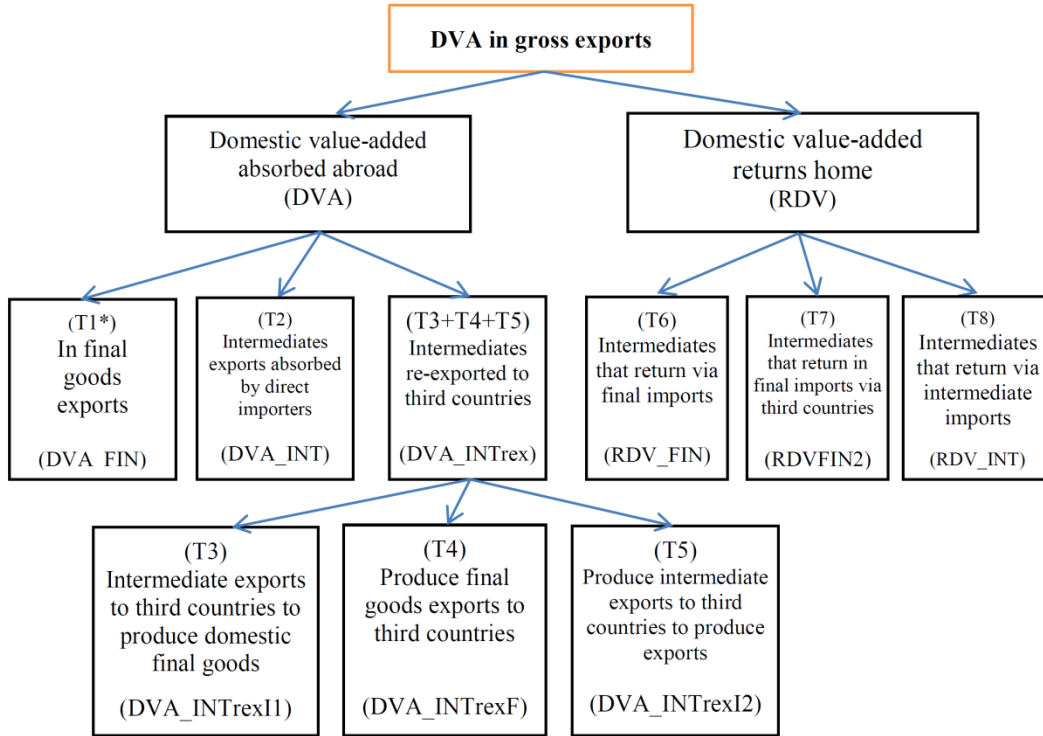 DVA in gross exports
Domestic value-added
absorbed abroad
(DVA)
Domestic value-added
returns home
(RDV)
(T1*)
In final
goods
exports
(DVA_FIN)
(T2)
Intermediates
exports absorbed
by direct
importers
(DVA_INT)
(T3+T4+T5)
Intermediates
re-exported to
third countries
(DVA_INTrex)
(T6)
Intermediates
that return via
final imports
(RDV_FIN)
(T7)
Intermediates
that return in
final imports via
third countries
(RDVFIN2)
(T8)
Intermediates
that return via
intermediate
imports
(RDV_INT)
(T3)
Intermediate exports
to third countries to
produce domestic
final goods
(DVA_INTrexI1)
(T4)
Produce final
goods exports to
third countries
(DVA_INTrexF)
(T5)
Produce intermediate
exports to third
countries to produce
exports
(DVA_INTrexI2)